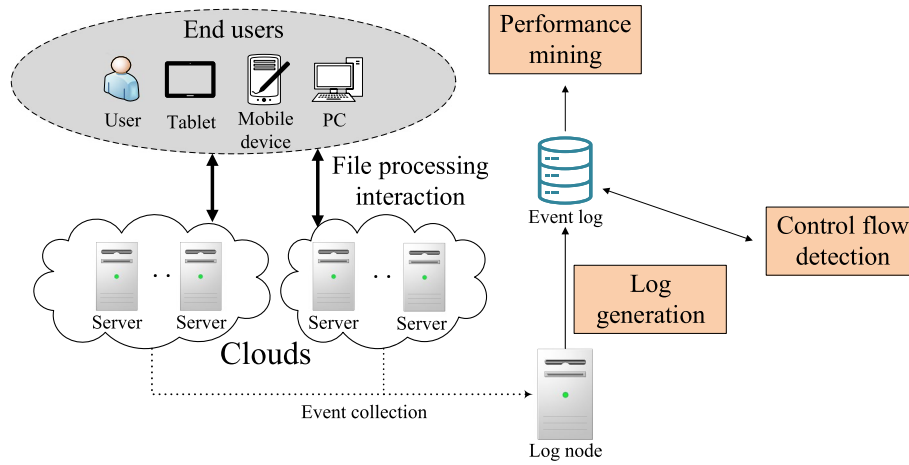 End users
User
Tablet
Mobile
device
PC
File processing
interaction
Server
Server
Server
Server
Clouds
Event collection
Performance
mining
Event log
Control flow
detection
Log
generation
Log node